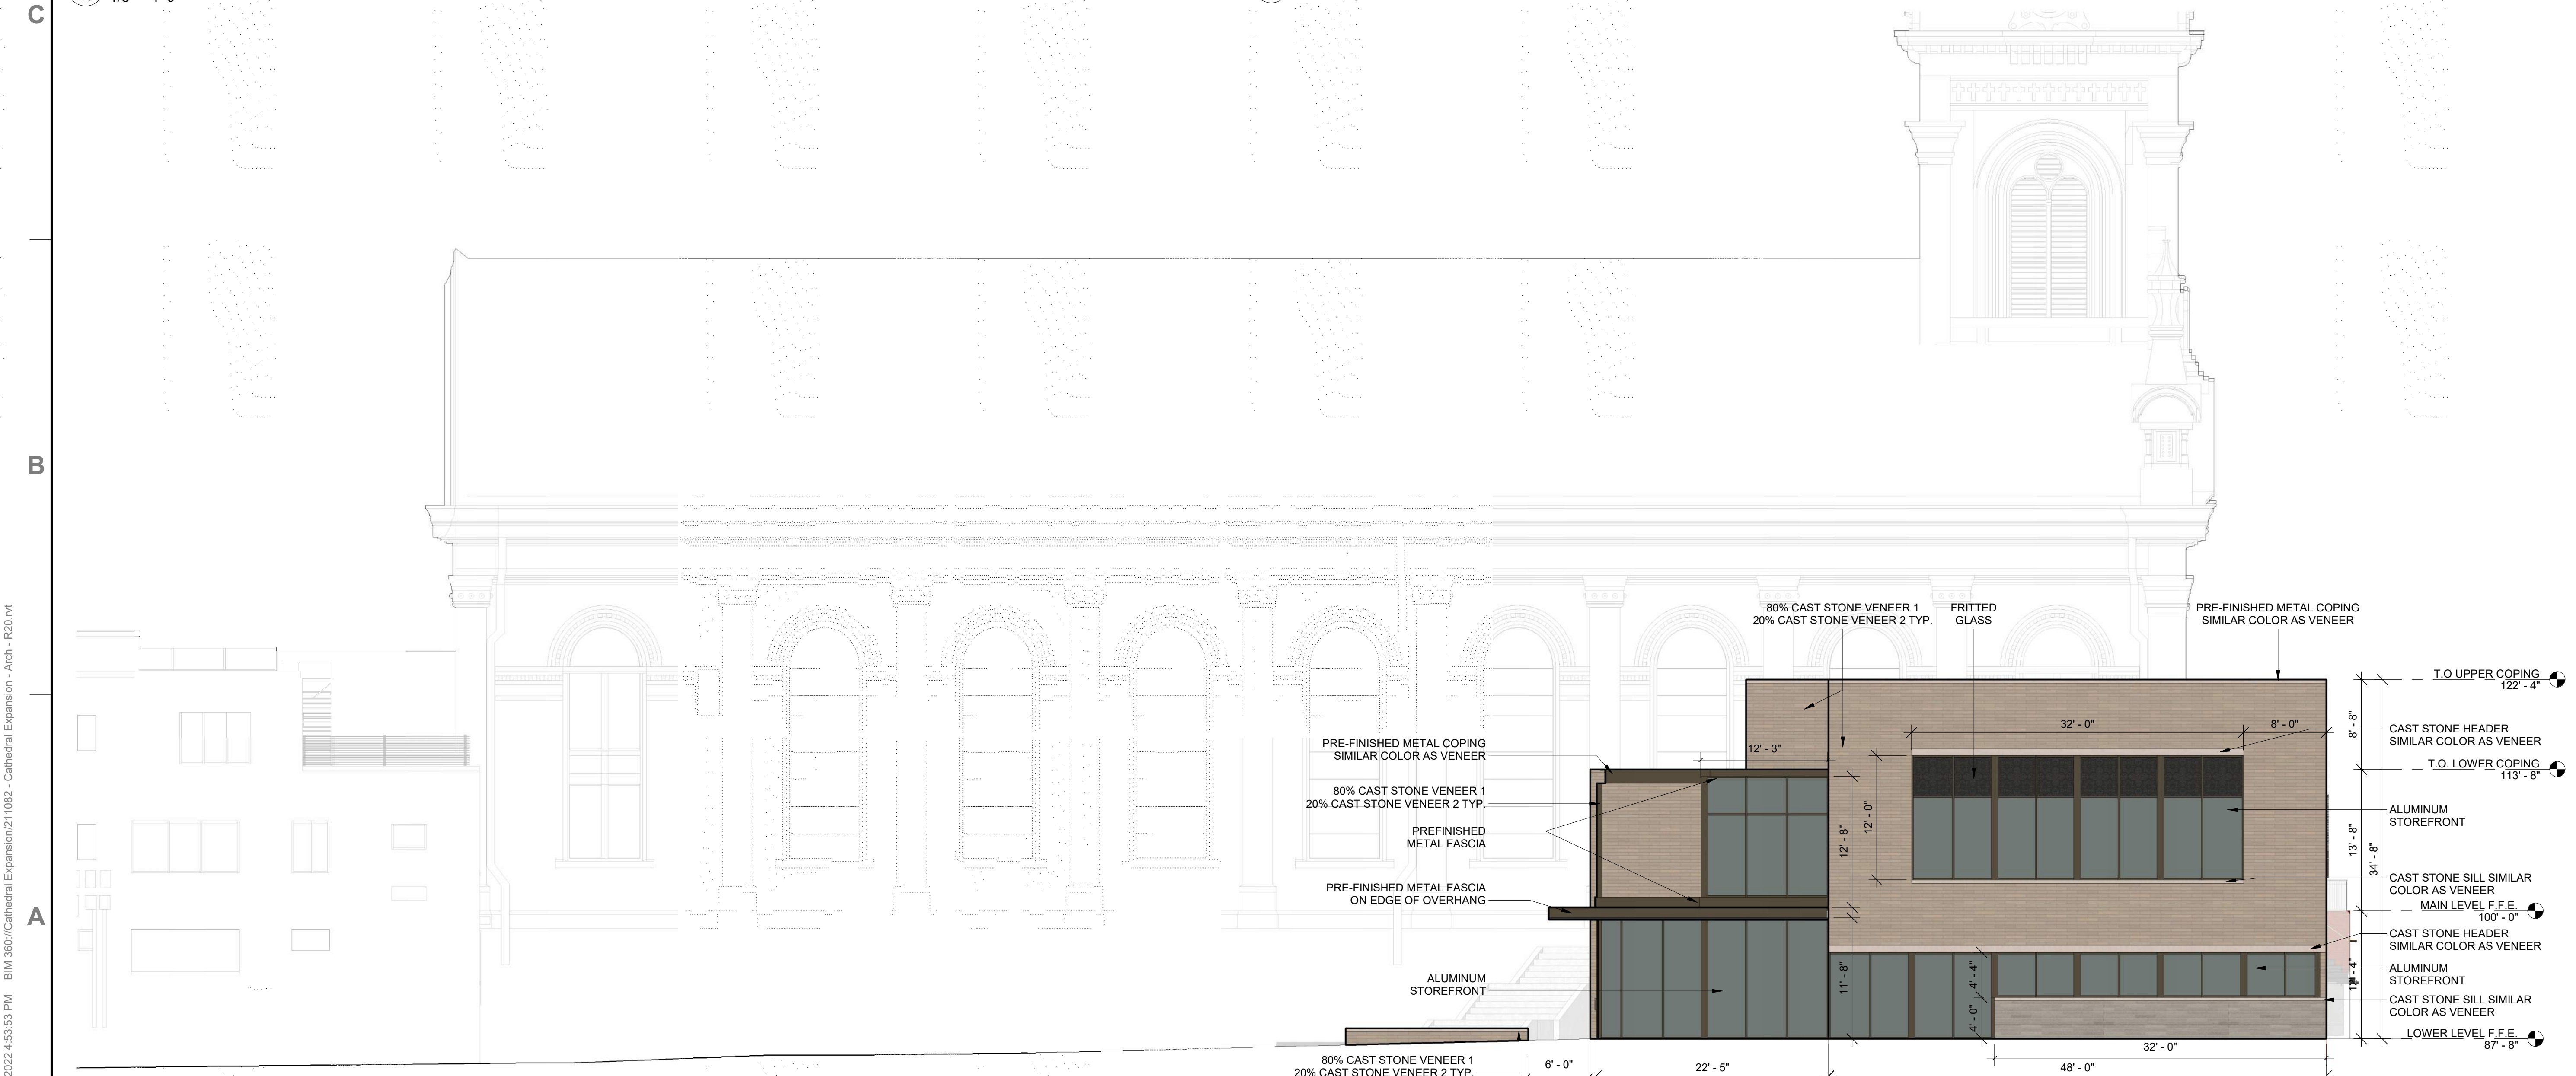 C
B
A
2022 4:53:53 PM BIM 360://Cathedral Expansion/211082 - Cathedral Expansion - Arch - R20.rvt
80% CAST STONE VENEER 1
20% CAST STONE VENEER 2 TYP.
FRITTED
GLASS
PRE-FINISHED METAL COPING
SIMILAR COLOR AS VENEER
T.O UPPER COPING
122' - 4"
CAST STONE HEADER
SIMILAR COLOR AS VENEER
T.O. LOWER COPING
113' - 8"
ALUMINUM
STOREFRONT
CAST STONE SILL SIMILAR
COLOR AS VENEER
MAIN LEVEL F.F.E.
100' - 0"
CAST STONE HEADER
SIMILAR COLOR AS VENEER
ALUMINUM
STOREFRONT
CAST STONE SILL SIMILAR
COLOR AS VENEER
LOWER LEVEL F.F.E.
87' - 8"
PRE-FINISHED METAL COPING
SIMILAR COLOR AS VENEER
80% CAST STONE VENEER 1
20% CAST STONE VENEER 2 TYP.
PREFINISHED
METAL FASCIA
PRE-FINISHED METAL FASCIA
ON EDGE OF OVERHANG
ALUMINUM
STOREFRONT
80% CAST STONE VENEER 1
20% CAST STONE VENEER 2 TYP.
32' - 0"
8' - 0"
12' - 3"
12' - 0"
12' - 8"
11' - 8"
4' - 4"
4' - 0"
8' - 8"
13' - 8"
34' - 8"
32' - 0"
6' - 0"
22' - 5"
48' - 0"